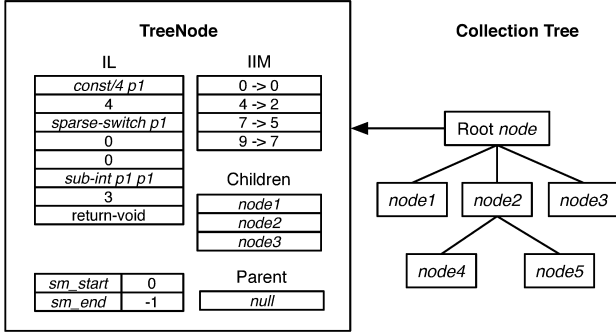 TreeNode
IL
const/4 p1
4
sparse-switch p1
0
0
sub-int p1 p1
3
return-void
IIM
0 -> 0
4 -> 2
7 -> 5
9 -> 7
Children
node1
node2
node3
sm_start 0
sm_end -1
Parent
null
Collection Tree
Root node
node1 node2 node3
node4 node5